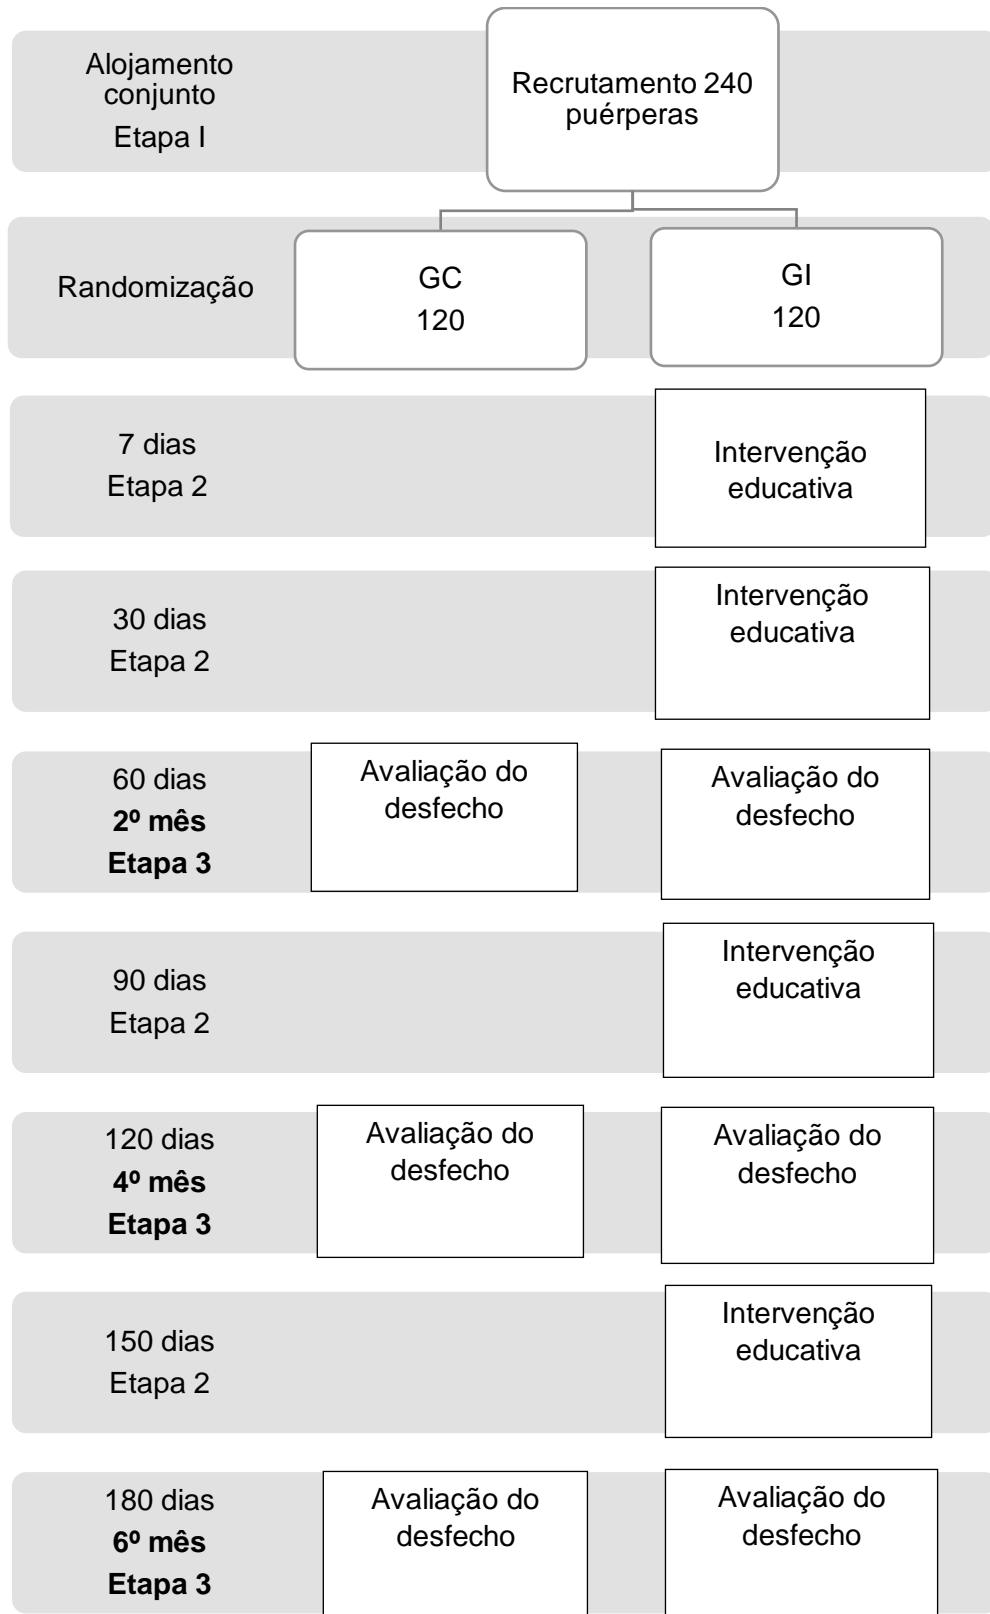 Alojamento
conjunto
Etapa I
Recrutamento 240
puérperas
Randomização
GC
120
GI
120
7 dias
Etapa 2
Intervenção
educativa
30 dias
Etapa 2
Intervenção
educativa
60 dias
2º mês
Etapa 3
Avaliação do
desfecho
Avaliação do
desfecho
90 dias
Etapa 2
Intervenção
educativa
120 dias
4º mês
Etapa 3
Avaliação do
desfecho
Avaliação do
desfecho
150 dias
Etapa 2
Intervenção
educativa
180 dias
6º mês
Etapa 3
Avaliação do
desfecho
Avaliação do
desfecho